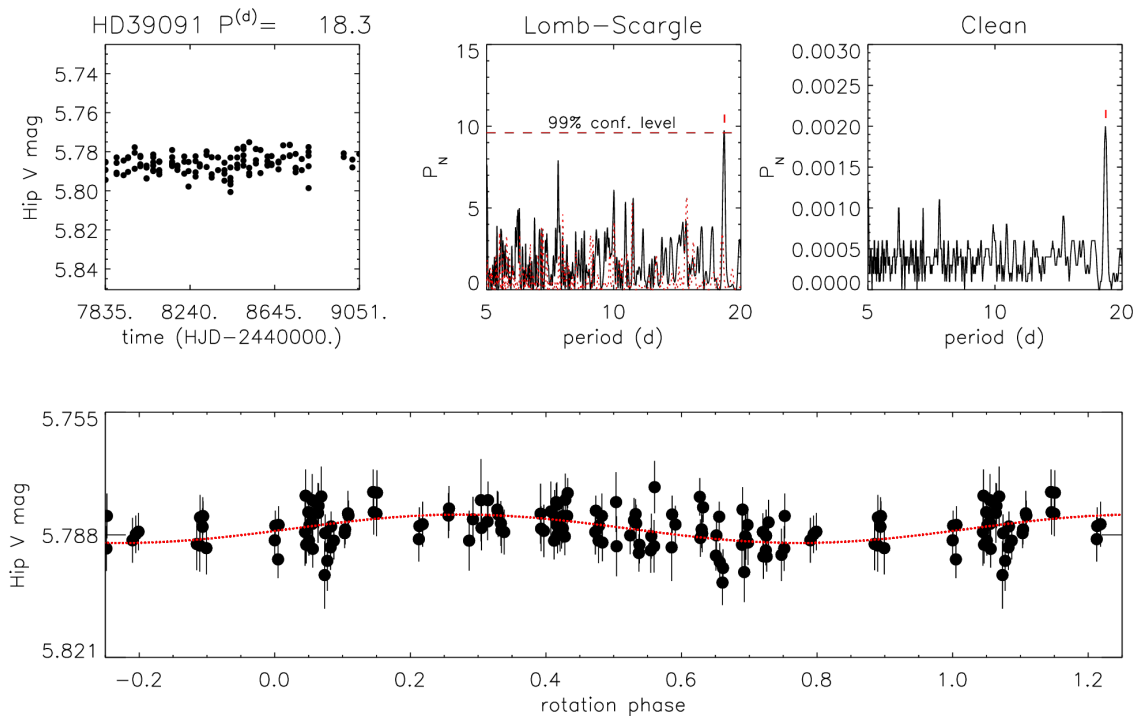 HD39091 P(d)= 18.3
Hip V mag
5.74
5.76
5.78
5.80
5.82
5.84
7835. 8240. 8645. 9051.
time (HJD-2440000.)
Lomb-Scargle
99% conf. level
P_N
15
10
5
0
5 10 20
period (d)
Clean
P_N
0.0030
0.0025
0.0020
0.0015
0.0010
0.0005
0.0000
5 10 20
period (d)
Hip V mag
5.755
5.788
5.821
-0.2 0.0 0.2 0.4 0.6 0.8 1.0 1.2
rotation phase